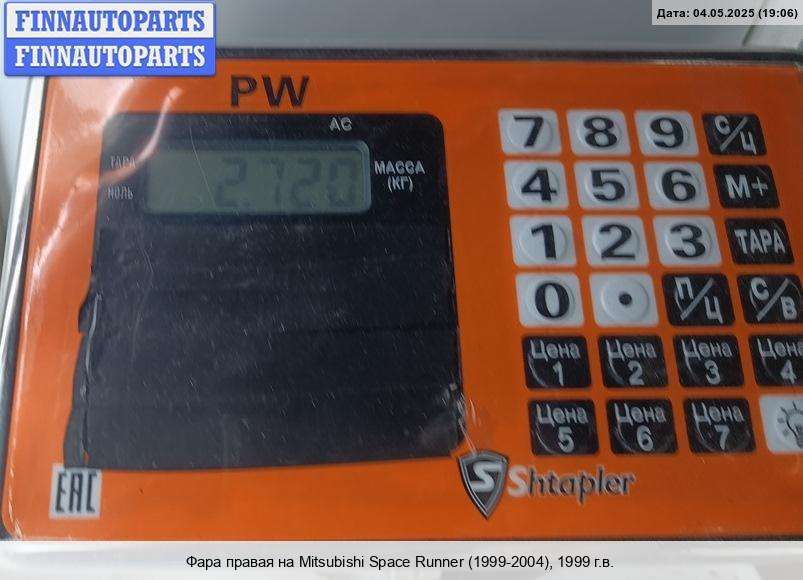 FINNAUTOPARTS
FINNAUTOPARTS
Дата: 04.05.2025 (19:06)
PW
AC
ТАРА
НОЛЬ
2.720
МАССА
(КГ)
7 8 9 С/Ц
4 5 6 М+
1 2 3 ТАРА
0 • П/Ц С/В
Цена 1 Цена 2 Цена 3 Цена 4
Цена 5 Цена 6 Цена 7
EAC
S Shtapler
Фара правая на Mitsubishi Space Runner (1999-2004), 1999 г.в.